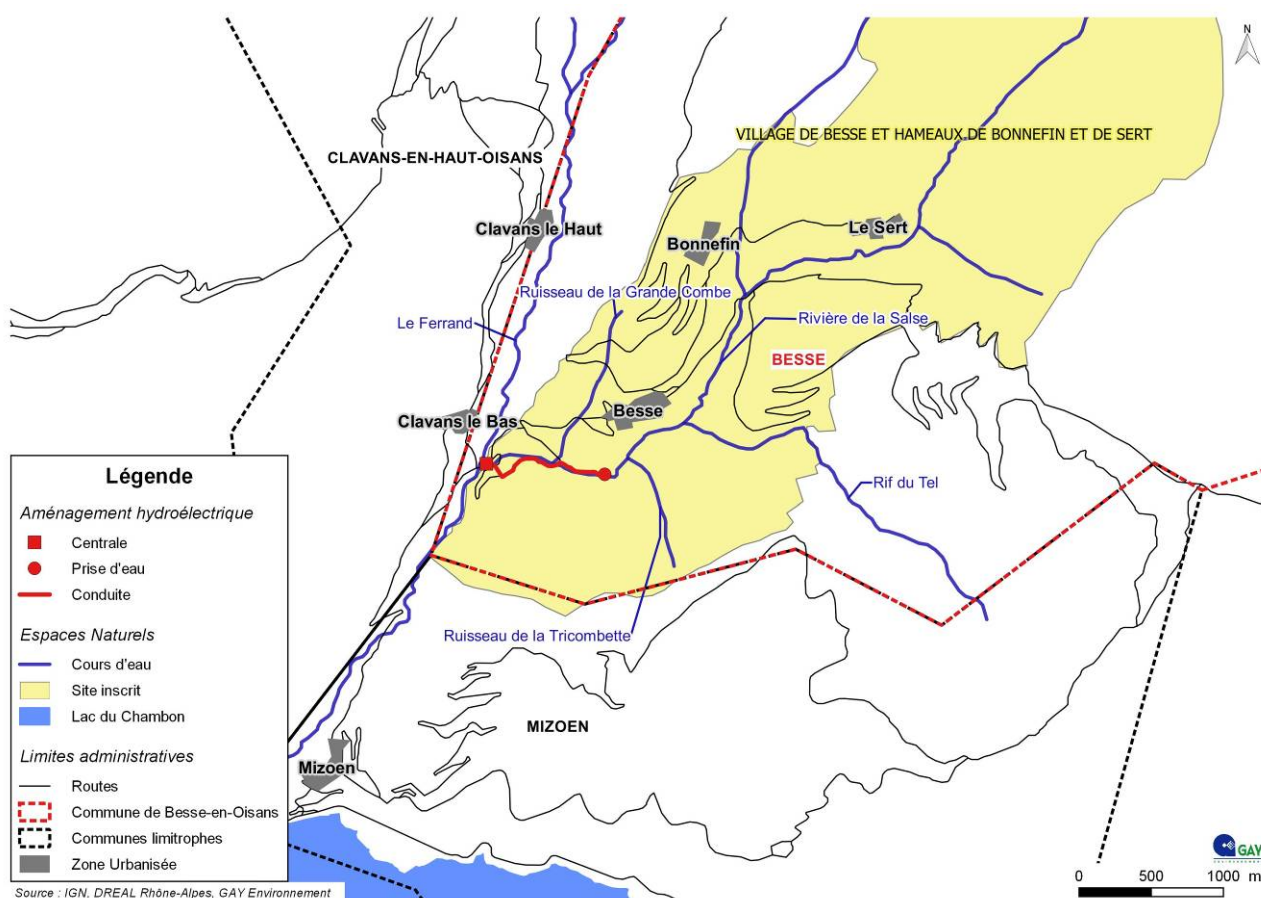 N
VILLAGE DE BESSE ET HAMEAUX DE BONNEFIN ET DE SERT
CLAVANS-EN-HAUT-OISANS
Clavans le Haut
Le Sert
Bonnefin
Ruisseau de la Grande Combe
Le Ferrand
Rivière de la Salse
BESSE
Besse
Clavans le Bas
Rif du Tel
Ruisseau de la Tricombette
MIZOEN
Mizoen
Légende
Aménagement hydroélectrique
Centrale
Prise d'eau
Conduite
Espaces Naturels
Cours d'eau
Site inscrit
Lac du Chambon
Limites administratives
Routes
Commune de Besse-en-Oisans
Communes limitrophes
Zone Urbanisée
Source : IGN, DREAL Rhône-Alpes, GAY Environnement
GAY
0 500 1000 m